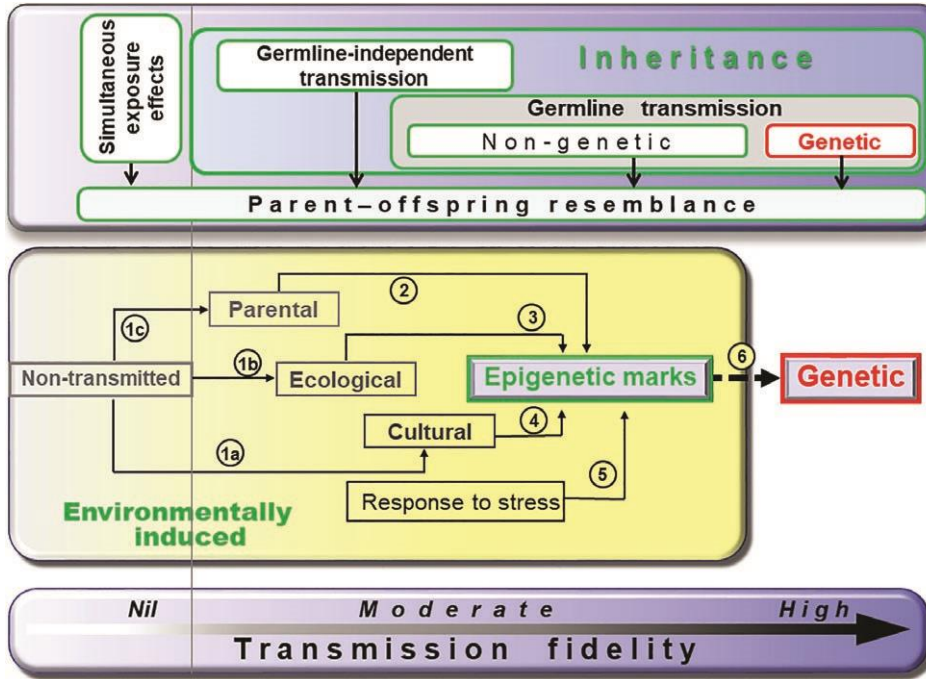 Simultaneous
exposure
effects
Germline-independent
transmission
Inheritance
Germline transmission
Non-genetic
Genetic
Parent–offspring resemblance
Parental
2
1c
3
6
Non-transmitted
1b
Ecological
Epigenetic marks
Genetic
Cultural
4
1a
5
Response to stress
Environmentally
induced
Nil
Moderate
High
Transmission fidelity